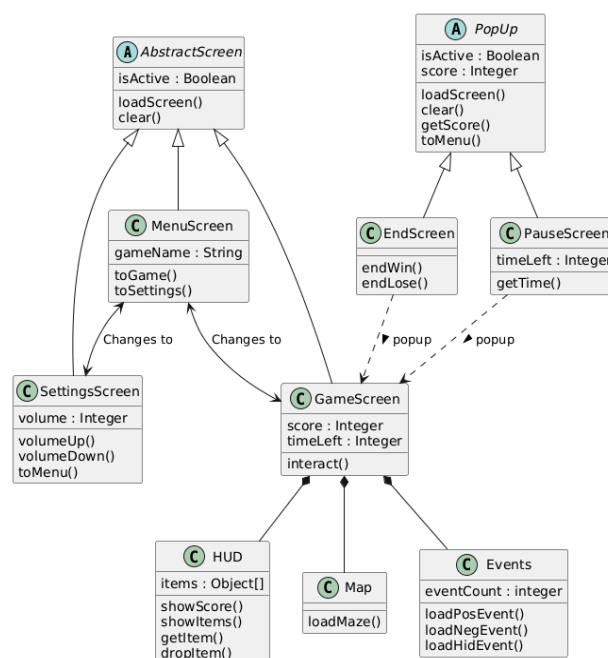 A AbstractScreen
isActive : Boolean
loadScreen()
clear()
A PopUp
isActive : Boolean
score : Integer
loadScreen()
clear()
getScore()
toMenu()
C MenuScreen
gameName : String
toGame()
toSettings()
C EndScreen
endWin()
endLose()
C PauseScreen
timeLeft : Integer
getTime()
Changes to
Changes to
popup
popup
C SettingsScreen
volume : Integer
volumeUp()
volumeDown()
toMenu()
C GameScreen
score : Integer
timeLeft : Integer
interact()
C HUD
items : Object[]
showScore()
showItems()
getItem()
dropItem()
C Map
loadMaze()
C Events
eventCount : integer
loadPosEvent()
loadNegEvent()
loadHidEvent()